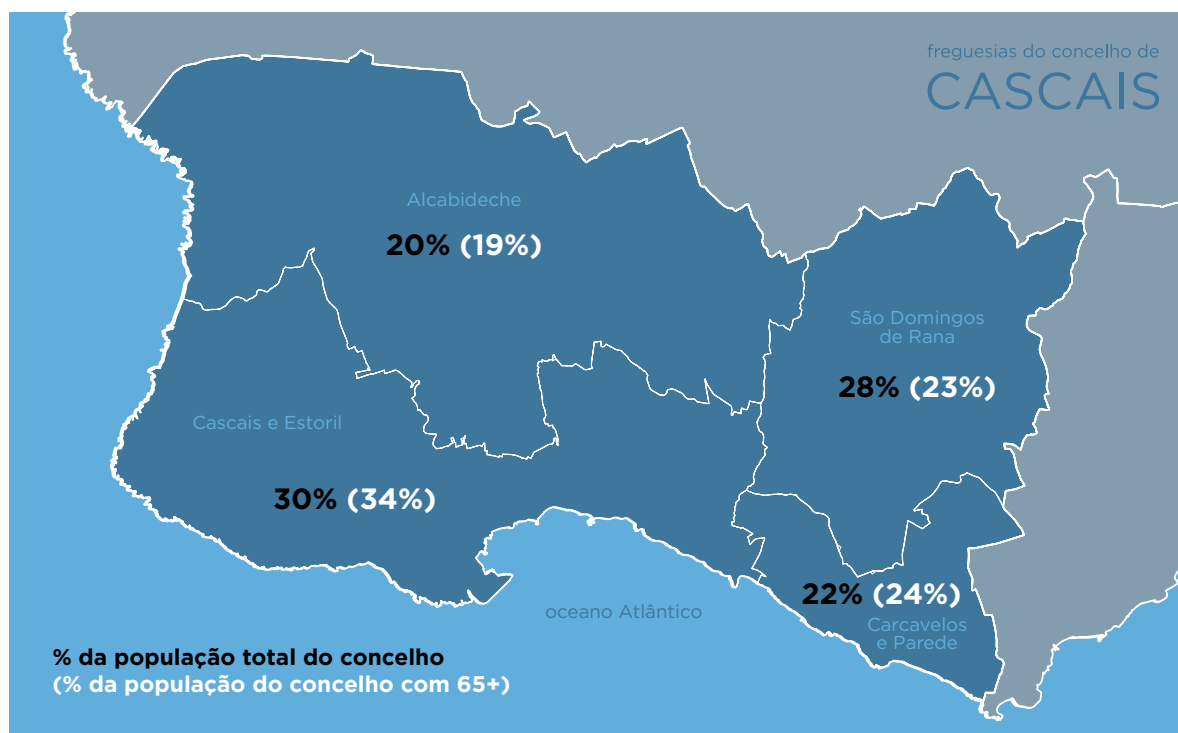 freguesias do concelho de
CASCAIS
Alcabideche
20% (19%)
São Domingos
de Rana
28% (23%)
Cascais e Estoril
30% (34%)
22% (24%)
Carcavelos
e Parede
oceano Atlântico
% da população total do concelho
(% da população do concelho com 65+)